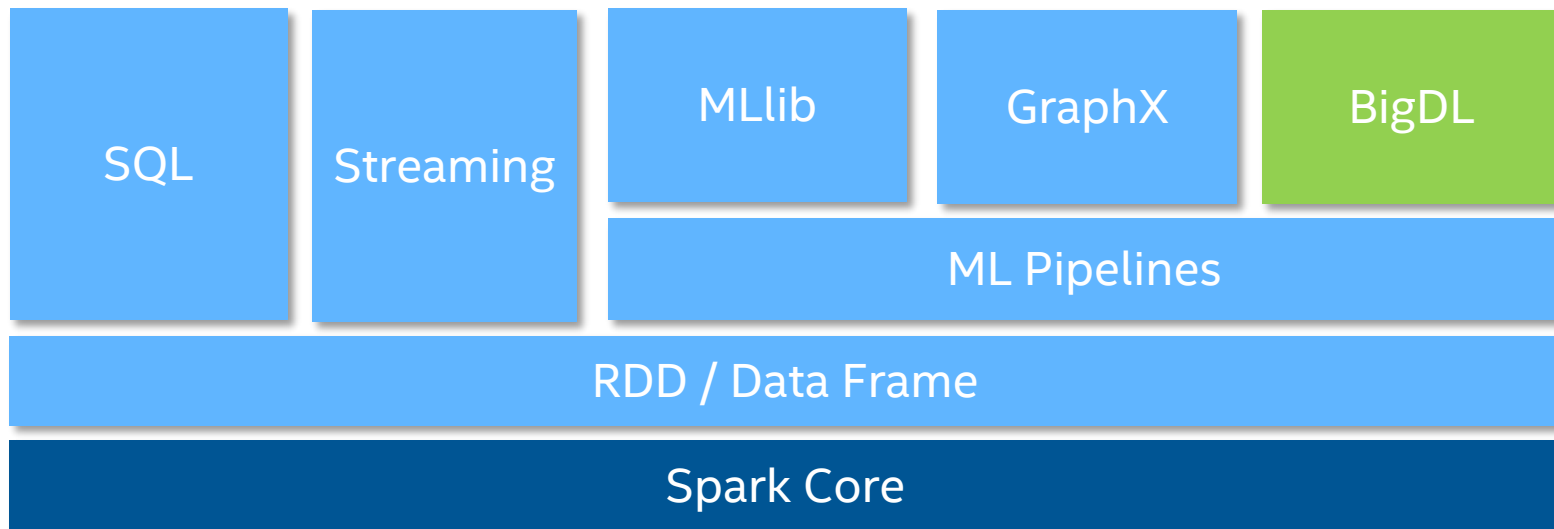 SQL
Streaming
MLlib
GraphX
BigDL
ML Pipelines
RDD / Data Frame
Spark Core